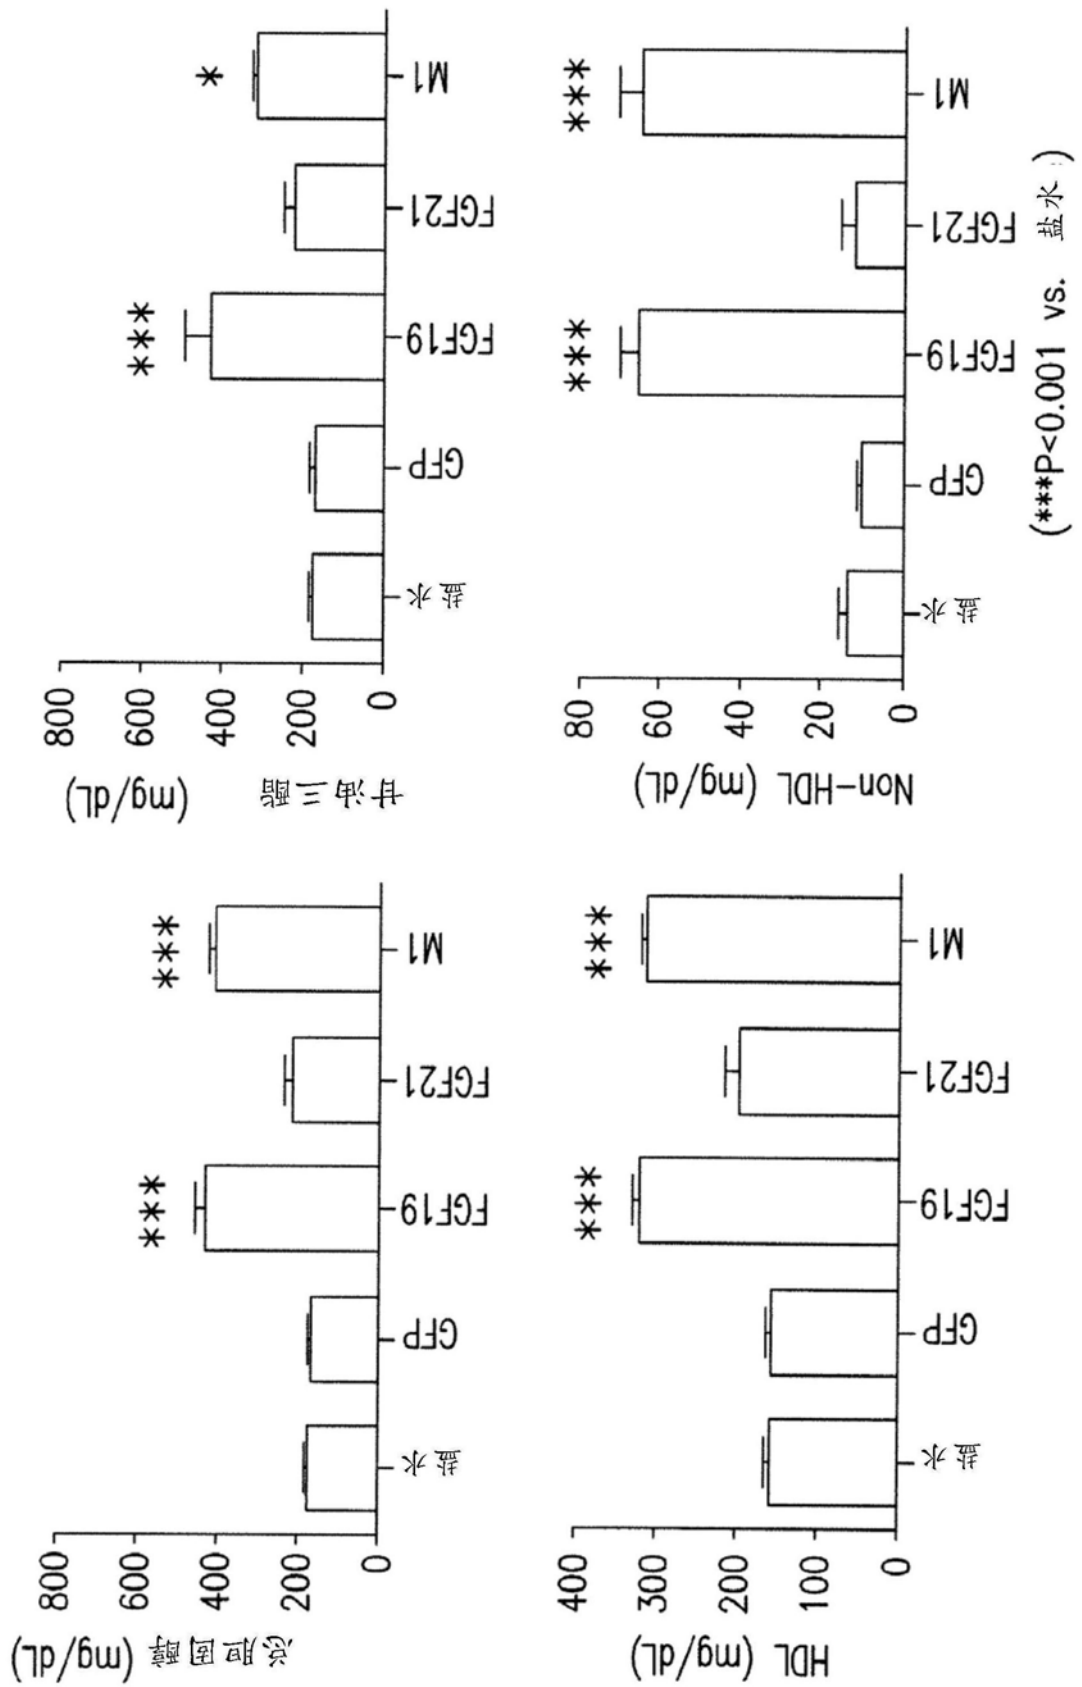 总胆固醇 (mg/dL)
800
600
400
200
0
盐水
GFP
FGF19
FGF21
M1
***
***
甘油三酯
(mg/dL)
800
600
400
200
0
盐水
GFP
FGF19
FGF21
M1
***
*
HDL (mg/dL)
400
300
200
100
0
盐水
GFP
FGF19
FGF21
M1
***
***
Non-HDL (mg/dL)
80
60
40
20
0
盐水
GFP
FGF19
FGF21
M1
***
***
(***P<0.001 vs. 盐水)